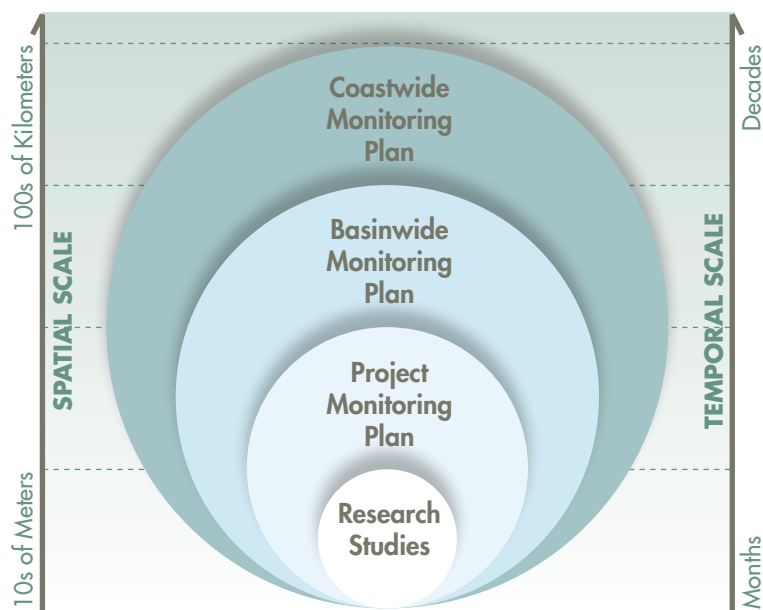 Coastwide
Monitoring
Plan
Basinwide
Monitoring
Plan
Project
Monitoring
Plan
Research
Studies
100s of Kilometers
SPATIAL SCALE
10s of Meters
Decades
TEMPORAL SCALE
Months